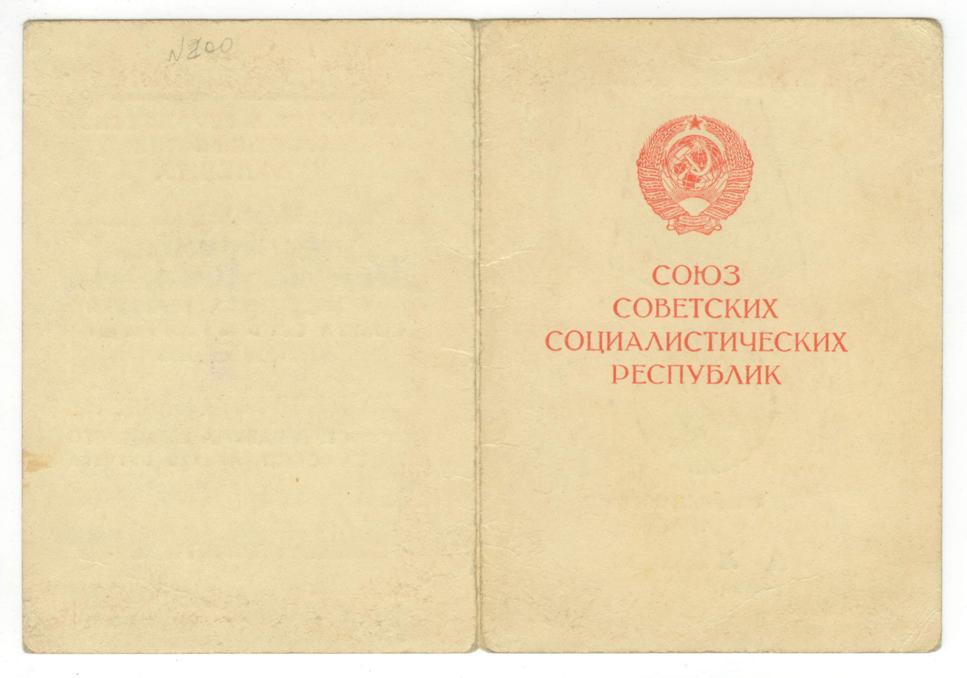 N200
СОЮЗ
СОВЕТСКИХ
СОЦИАЛИСТИЧЕСКИХ
РЕСПУБЛИК